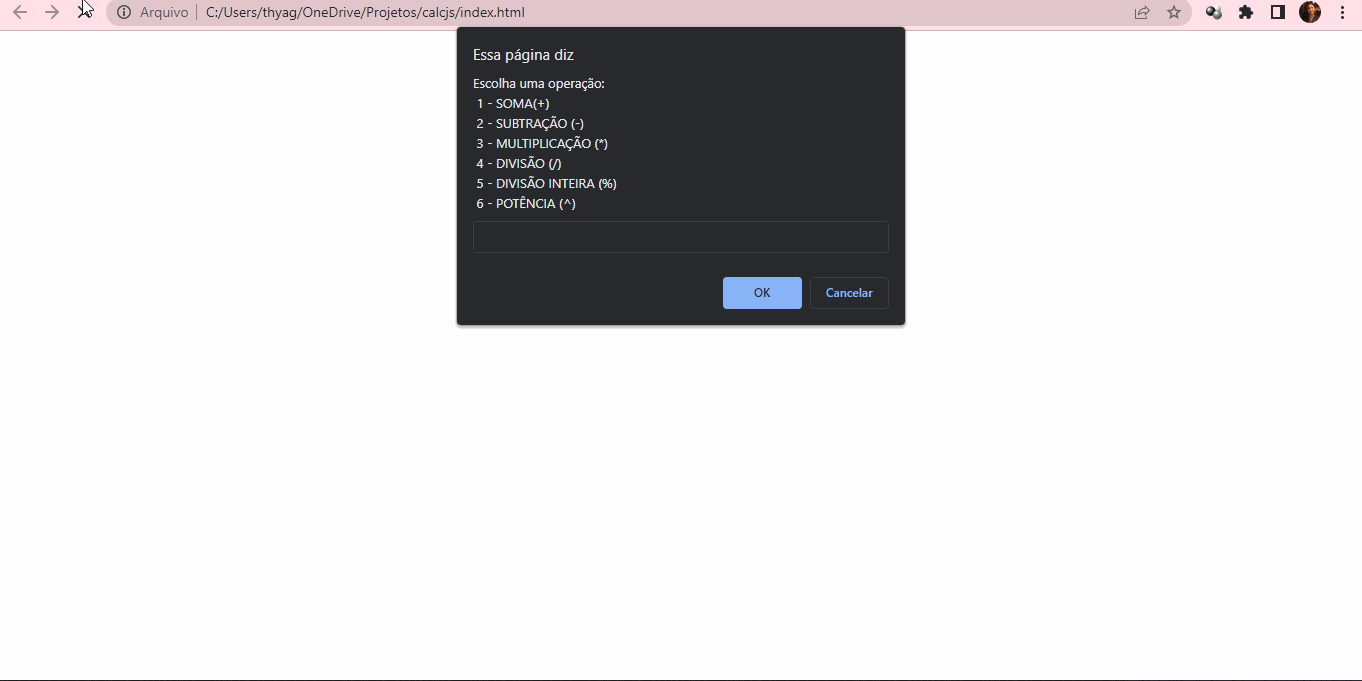 Arquivo C:/Users/thyag/OneDrive/Projetos/calcjs/index.html
Essa página diz
Escolha uma operação:
1 - SOMA(+)
2 - SUBTRAÇÃO (-)
3 - MULTIPLICAÇÃO (*)
4 - DIVISÃO (/)
5 - DIVISÃO INTEIRA (%)
6 - POTÊNCIA (^)
OK Cancelar